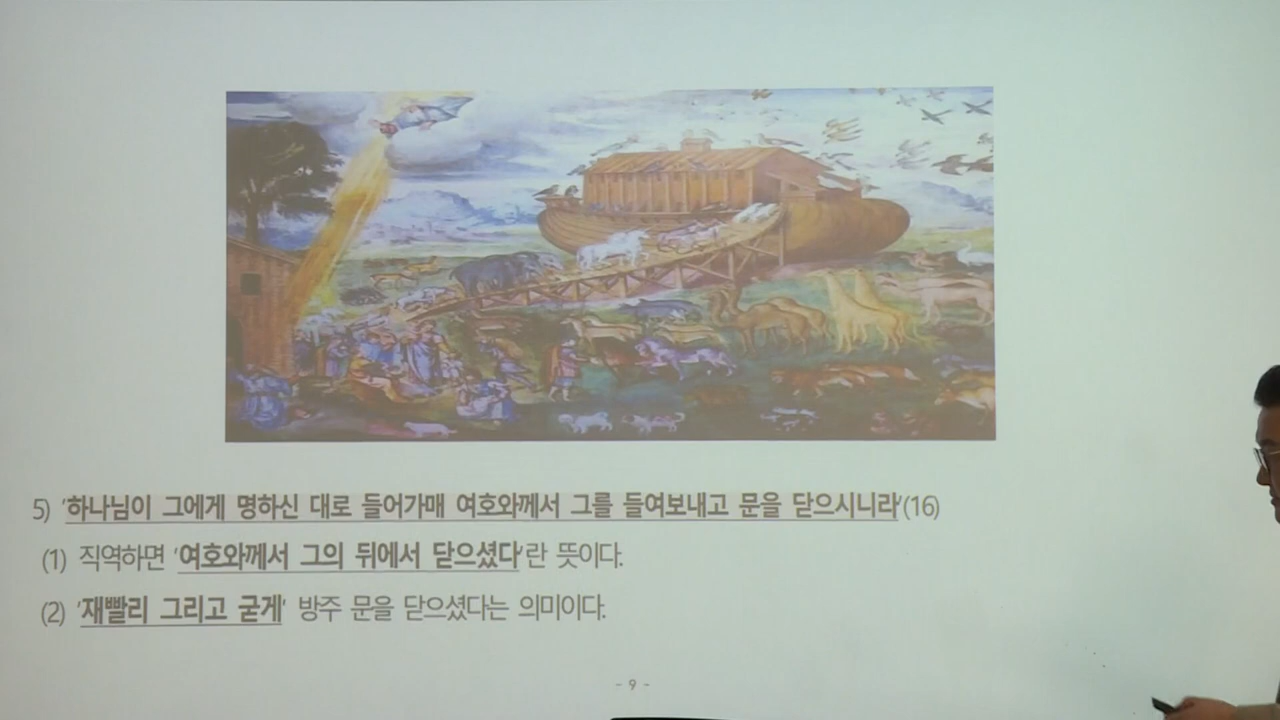 5) '하나님이 그에게 명하신 대로 들어가매 여호와께서 그를 들여보내고 문을 닫으시니라'(16)
(1) 직역하면 '여호와께서 그의 뒤에서 닫으셨다'란 뜻이다.
(2) '재빨리 그리고 굳게' 방주 문을 닫으셨다는 의미이다.
- 9 -